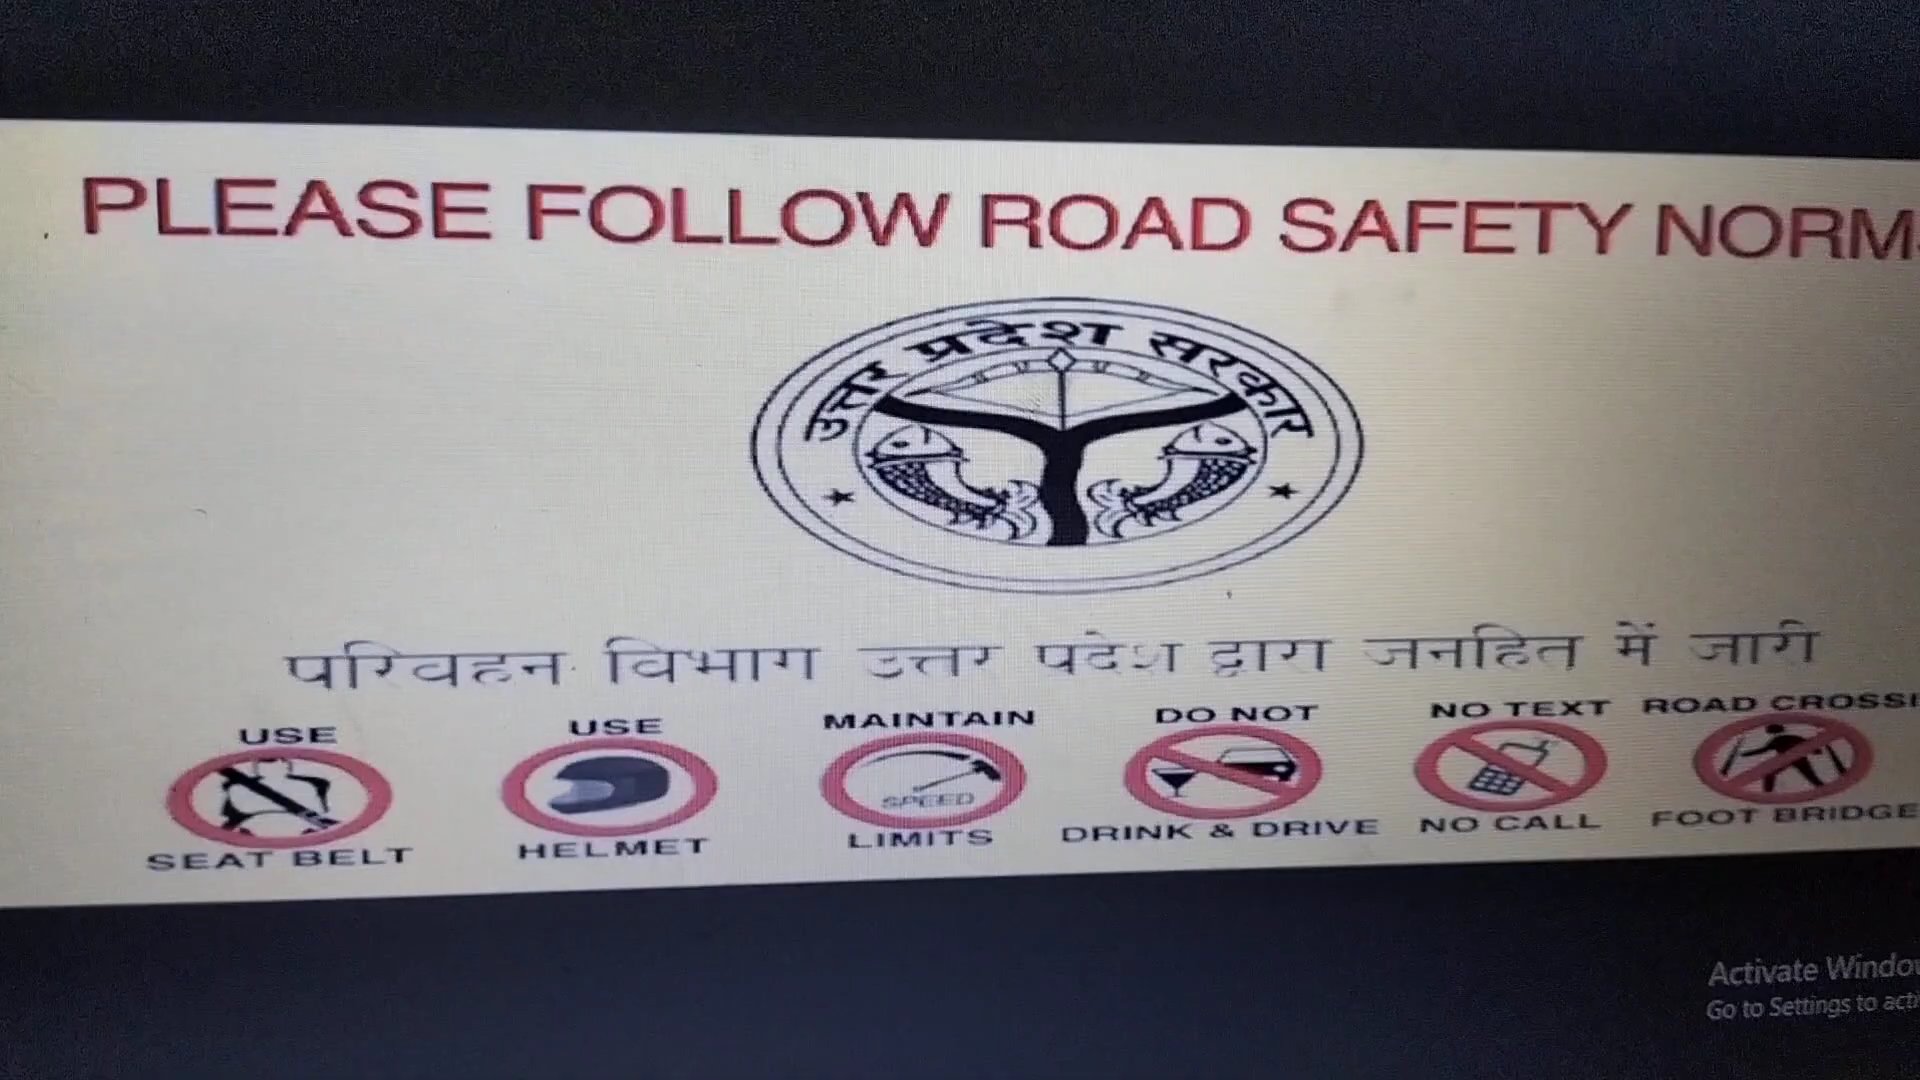 PLEASE FOLLOW ROAD SAFETY NORM
उत्तर प्रदेश सरकार
परिवहन विभाग उत्तर पदेश द्वारा जनहित में जारी
USE
SEAT BELT
USE
HELMET
MAINTAIN
SPEED
LIMITS
DO NOT
DRINK & DRIVE
NO TEXT
NO CALL
ROAD CROSSI
FOOT BRIDGE
Activate Windo
Go to Settings to acti